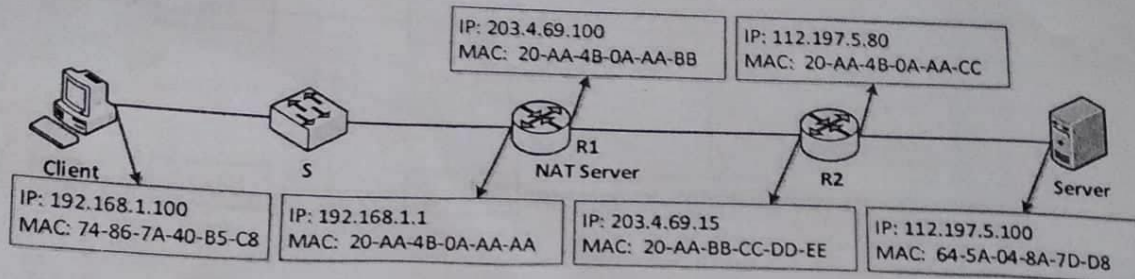 IP: 203.4.69.100
MAC: 20-AA-4B-0A-AA-BB
IP: 112.197.5.80
MAC: 20-AA-4B-0A-AA-CC
Client
S
R1
NAT Server
R2
Server
IP: 192.168.1.100
MAC: 74-86-7A-40-B5-C8
IP: 192.168.1.1
MAC: 20-AA-4B-0A-AA-AA
IP: 203.4.69.15
MAC: 20-AA-BB-CC-DD-EE
IP: 112.197.5.100
MAC: 64-5A-04-8A-7D-D8